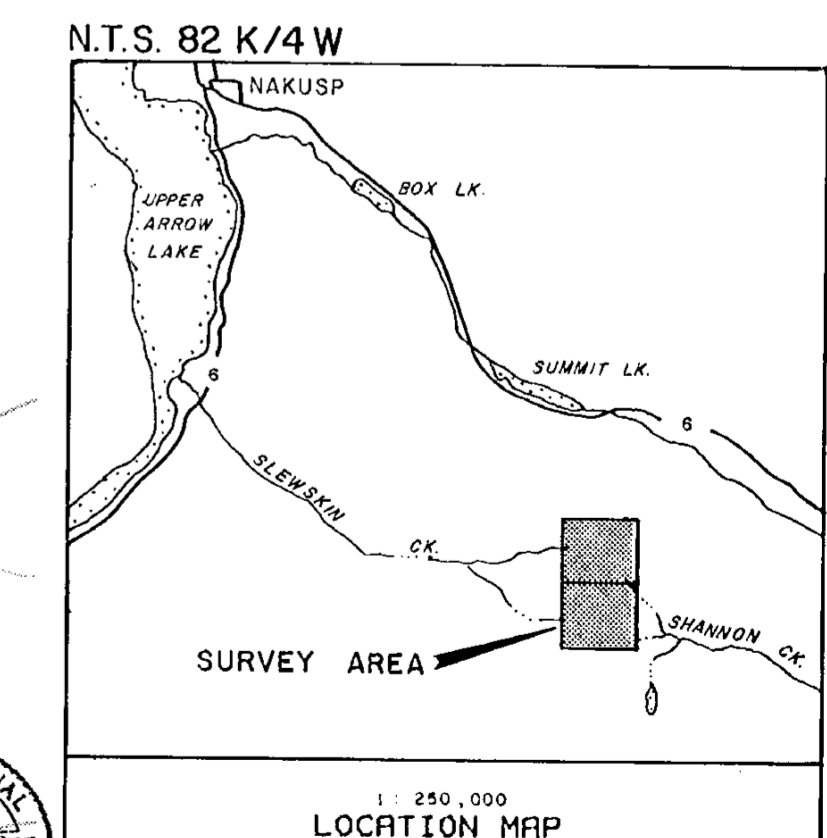 N.T.S. 82 K/4 W
NAKUSP
BOX LK.
UPPER
ARROW
LAKE
SUMMIT LK.
6
6
SLEWSKIN
CK.
SHANNON
CK.
SURVEY AREA
1 : 250,000
LOCATION MAP